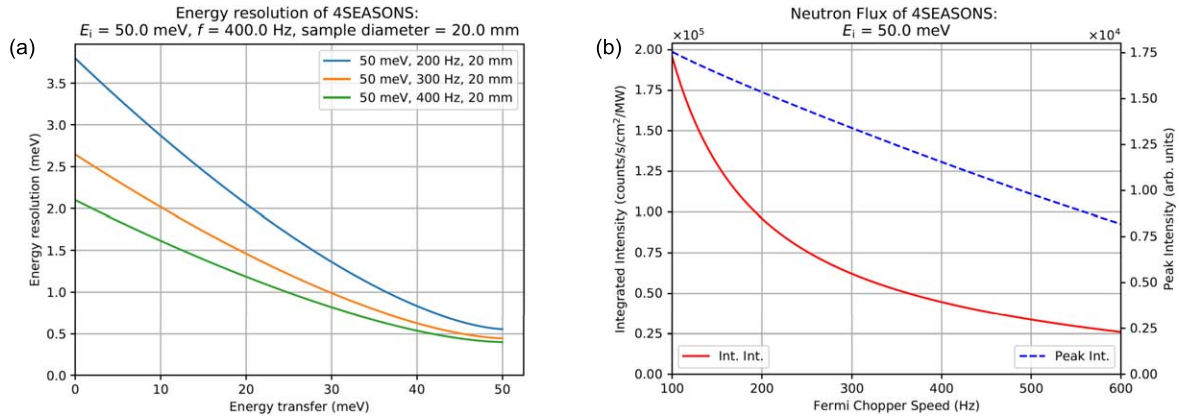 (a)
Energy resolution of 4SEASONS:
Ei = 50.0 meV, f = 400.0 Hz, sample diameter = 20.0 mm
50 meV, 200 Hz, 20 mm
50 meV, 300 Hz, 20 mm
50 meV, 400 Hz, 20 mm
Energy resolution (meV)
3.5
3.0
2.5
2.0
1.5
1.0
0.5
0.0
0
10
20
30
40
50
Energy transfer (meV)
(b)
Neutron Flux of 4SEASONS:
Ei = 50.0 meV
×10⁵
×10⁴
Integrated Intensity (counts/s/cm²/MW)
2.00
1.75
1.50
1.25
1.00
0.75
0.50
0.25
0.00
Int. Int.
Peak Int.
1.75
1.50
1.25
1.00
0.75
0.50
0.25
0.00
Peak Intensity (arb. units)
100
200
300
400
500
600
Fermi Chopper Speed (Hz)